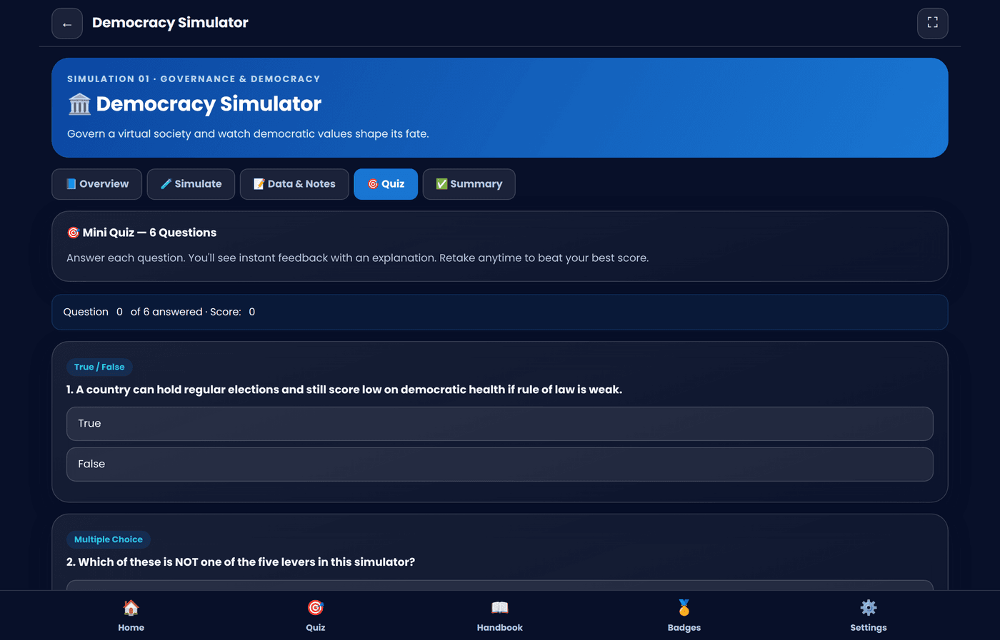 ← Democracy Simulator
SIMULATION 01 · GOVERNANCE & DEMOCRACY
🏛️ Democracy Simulator
Govern a virtual society and watch democratic values shape its fate.
📘 Overview 🧪 Simulate 📝 Data & Notes 🎯 Quiz ✅ Summary
🎯 Mini Quiz — 6 Questions
Answer each question. You'll see instant feedback with an explanation. Retake anytime to beat your best score.
Question 0 of 6 answered · Score: 0
True / False
1. A country can hold regular elections and still score low on democratic health if rule of law is weak.
True
False
Multiple Choice
2. Which of these is NOT one of the five levers in this simulator?
Home Quiz Handbook Badges Settings